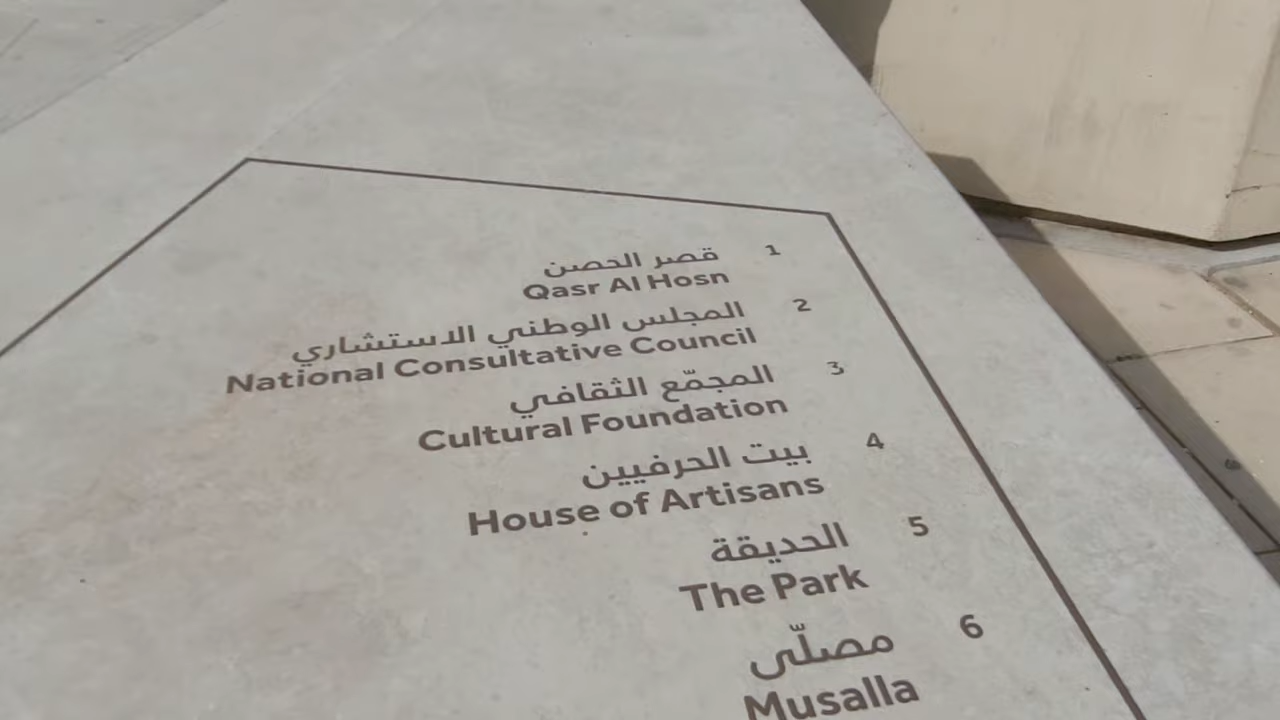 1 قصر الحصن
Qasr Al Hosn
2 المجلس الوطني الاستشاري
National Consultative Council
3 المجمّع الثقافي
Cultural Foundation
4 بيت الحرفيين
House of Artisans
5 الحديقة
The Park
6 مصلّى
Musalla